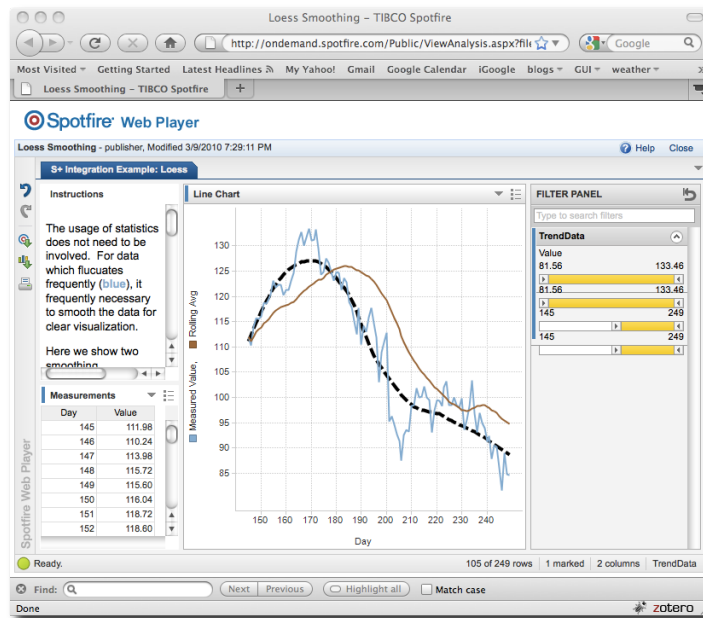 Loess Smoothing – TIBCO Spotfire
http://ondemand.spotfire.com/Public/ViewAnalysis.aspx?file
Google
Most Visited Getting Started Latest Headlines My Yahoo! Gmail Google Calendar iGoogle blogs GUI weather
Loess Smoothing – TIBCO Spotfire
+
Spotfire Web Player
Loess Smoothing - publisher, Modified 3/9/2010 7:29:11 PM
Help Close
S+ Integration Example: Loess
Instructions
The usage of statistics
does not need to be
involved. For data
which flucuates
frequently (blue), it
frequently necessary
to smooth the data for
clear visualization.
Here we show two
smoothing
Measurements
Day Value
145 111.98
146 110.24
147 113.98
148 115.72
149 115.60
150 116.04
151 118.72
152 118.60
Spotfire Web Player
Line Chart
Measured Value, Rolling Avg
130
125
120
115
110
105
100
95
90
85
150 160 170 180 190 200 210 220 230 240
Day
FILTER PANEL
Type to search filters
TrendData
Value
81.56 133.46
81.56 133.46
145 249
145 249
Ready.
105 of 249 rows 1 marked 2 columns TrendData
Find:
Next Previous Highlight all Match case
Done
zotero